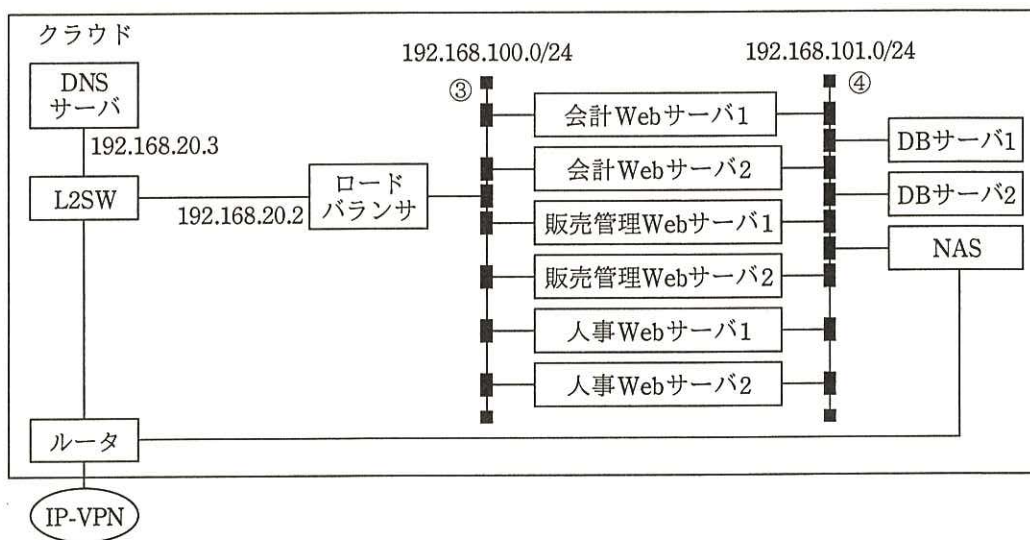 クラウド
192.168.100.0/24
192.168.101.0/24
DNS
サーバ
③
④
会計Webサーバ1
DBサーバ1
192.168.20.3
会計Webサーバ2
DBサーバ2
L2SW
ロード
バランサ
192.168.20.2
販売管理Webサーバ1
NAS
販売管理Webサーバ2
人事Webサーバ1
人事Webサーバ2
ルータ
IP-VPN